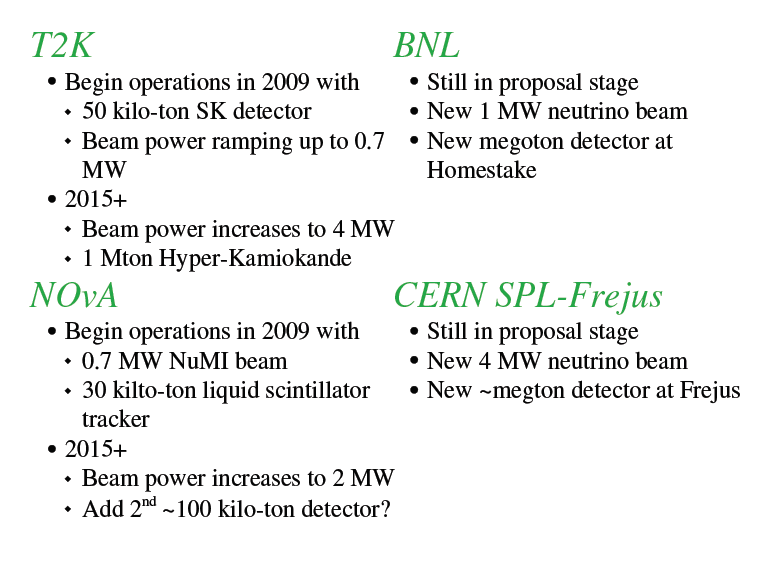 T2K
• Begin operations in 2009 with
⬩ 50 kilo-ton SK detector
⬩ Beam power ramping up to 0.7
MW
• 2015+
⬩ Beam power increases to 4 MW
⬩ 1 Mton Hyper-Kamiokande
BNL
• Still in proposal stage
• New 1 MW neutrino beam
• New megoton detector at
Homestake
NOvA
• Begin operations in 2009 with
⬩ 0.7 MW NuMI beam
⬩ 30 kilto-ton liquid scintillator
tracker
• 2015+
⬩ Beam power increases to 2 MW
⬩ Add 2nd ~100 kilo-ton detector?
CERN SPL-Frejus
• Still in proposal stage
• New 4 MW neutrino beam
• New ~megton detector at Frejus